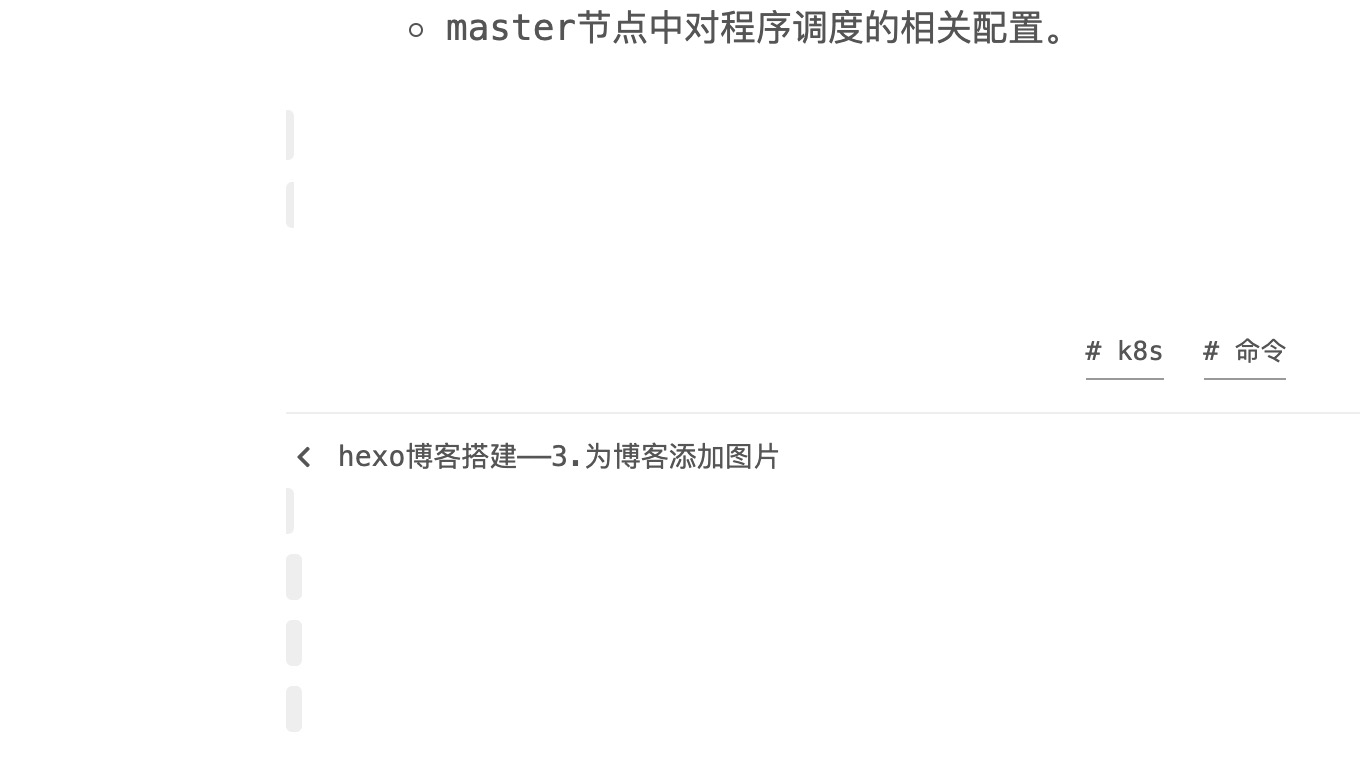 master节点中对程序调度的相关配置。
# k8s # 命令
hexo博客搭建——3.为博客添加图片